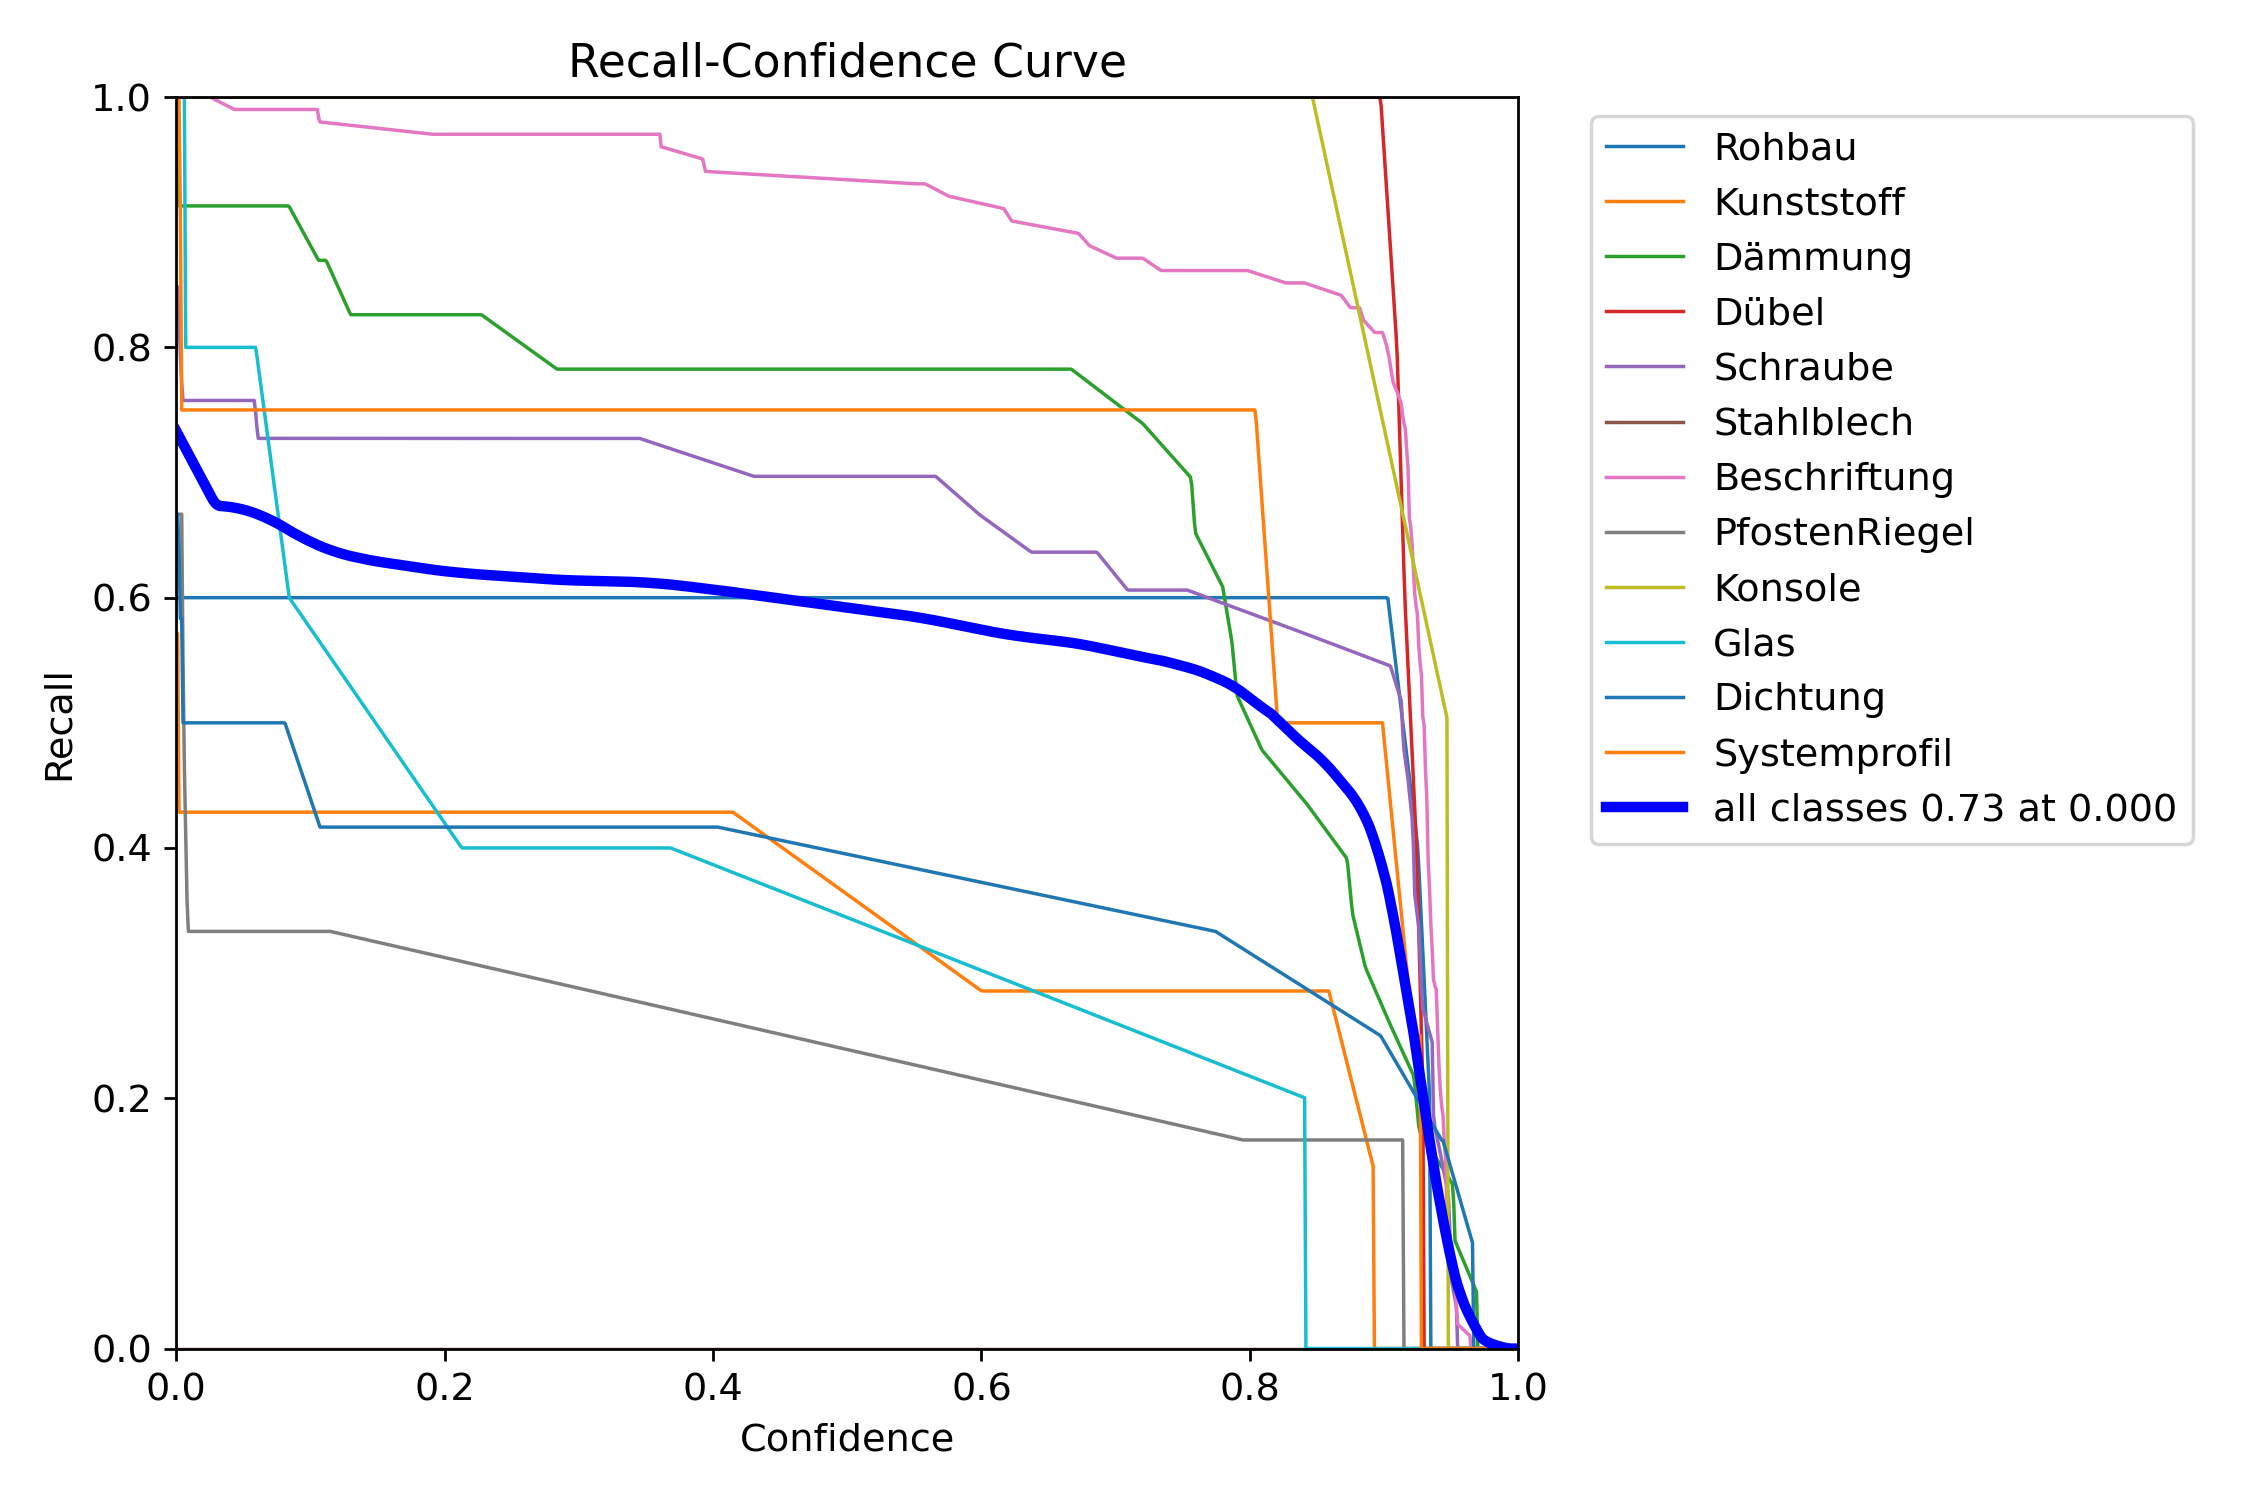 Recall-Confidence Curve
1.0
0.8
0.6
0.4
0.2
0.0
Recall
0.0 0.2 0.4 0.6 0.8 1.0
Confidence
Rohbau
Kunststoff
Dämmung
Dübel
Schraube
Stahlblech
Beschriftung
PfostenRiegel
Konsole
Glas
Dichtung
Systemprofil
all classes 0.73 at 0.000